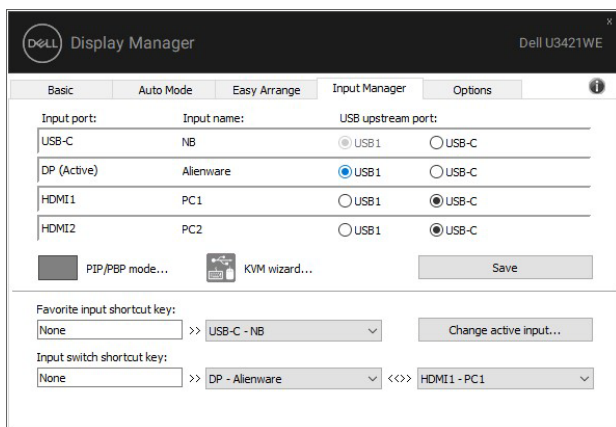 x
DELL Display Manager Dell U3421WE
Basic Auto Mode Easy Arrange Input Manager Options i
Input port: Input name: USB upstream port:
USB-C NB USB1 USB-C
DP (Active) Alienware USB1 USB-C
HDMI1 PC1 USB1 USB-C
HDMI2 PC2 USB1 USB-C
PIP/PBP mode... KVM wizard... Save
Favorite input shortcut key:
None >> USB-C - NB Change active input...
Input switch shortcut key:
None >> DP - Alienware <<>> HDMI1 - PC1